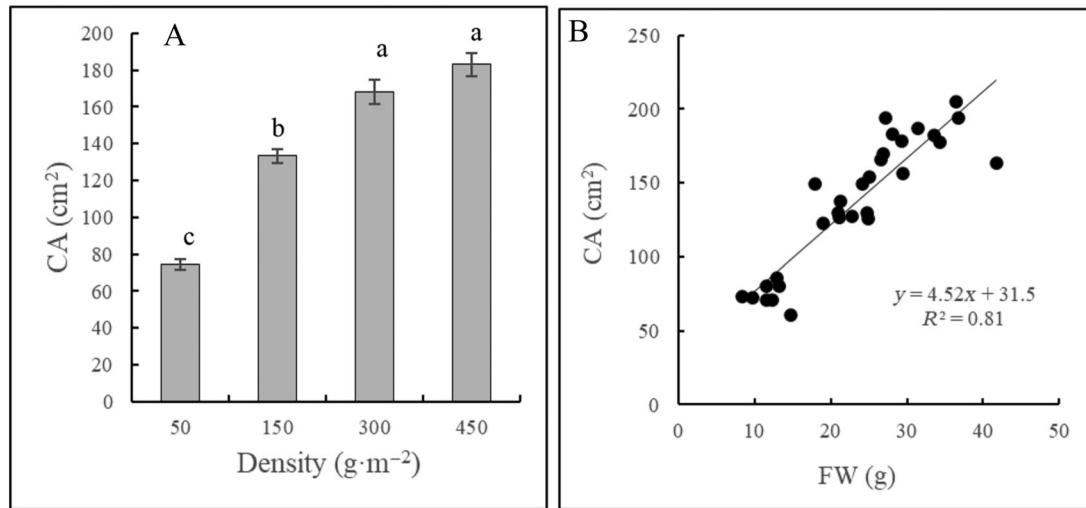 A
CA (cm²)
200
180
160
140
120
100
80
60
40
20
0
c
b
a
a
50 150 300 450
Density (g·m⁻²)
B
CA (cm²)
250
200
150
100
50
0
y = 4.52x + 31.5
R² = 0.81
0 10 20 30 40 50
FW (g)